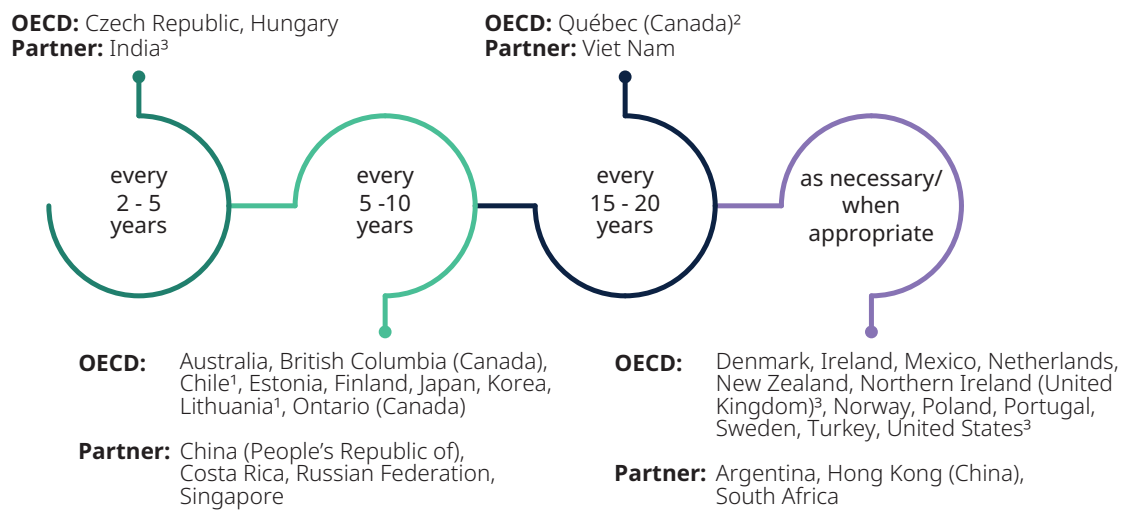 OECD: Czech Republic, Hungary
Partner: India³
OECD: Québec (Canada)²
Partner: Viet Nam
every
2 - 5
years
every
5 -10
years
every
15 - 20
years
as necessary/
when
appropriate
OECD: Australia, British Columbia (Canada),
Chile¹, Estonia, Finland, Japan, Korea,
Lithuania¹, Ontario (Canada)
Partner: China (People’s Republic of),
Costa Rica, Russian Federation,
Singapore
OECD: Denmark, Ireland, Mexico, Netherlands,
New Zealand, Northern Ireland (United
Kingdom)³, Norway, Poland, Portugal,
Sweden, Turkey, United States³
Partner: Argentina, Hong Kong (China),
South Africa